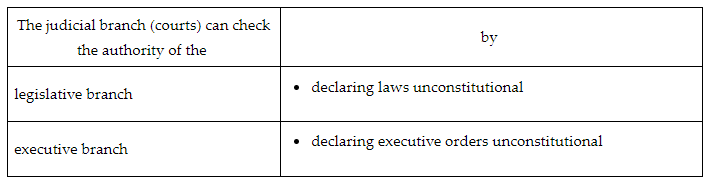 The judicial branch (courts) can check
the authority of the
by
legislative branch
• declaring laws unconstitutional
executive branch
• declaring executive orders unconstitutional